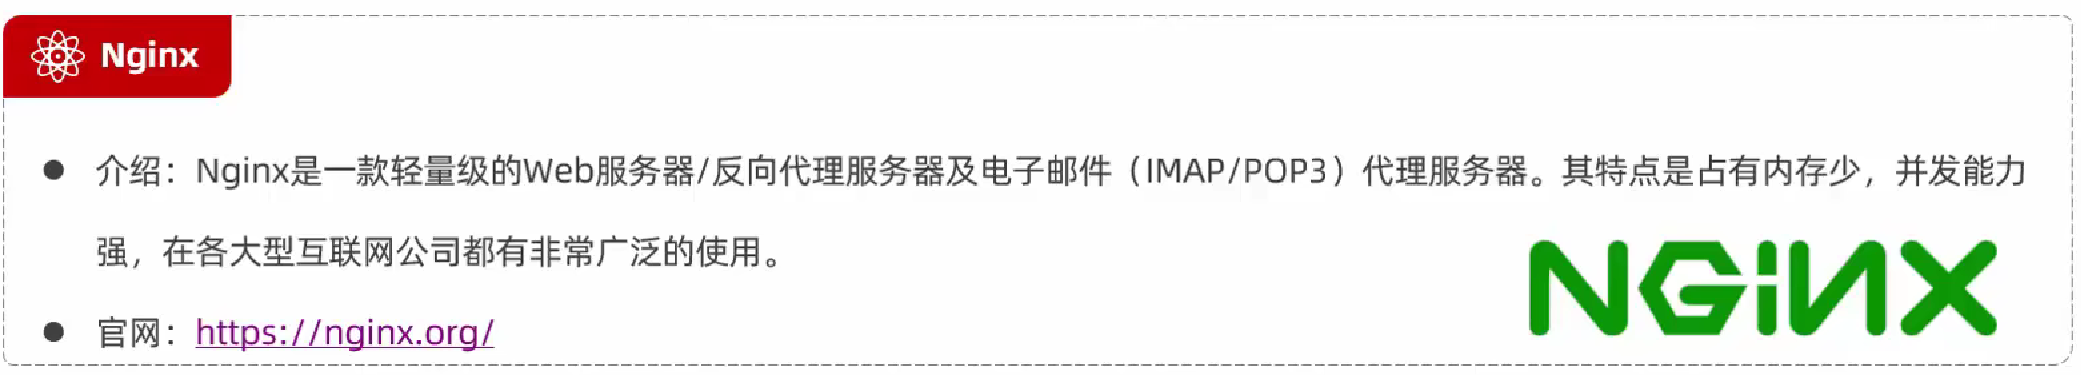 Nginx
介绍：Nginx是一款轻量级的Web服务器/反向代理服务器及电子邮件（IMAP/POP3）代理服务器。其特点是占有内存少，并发能力
强，在各大型互联网公司都有非常广泛的使用。
NGiNX
官网：https://nginx.org/